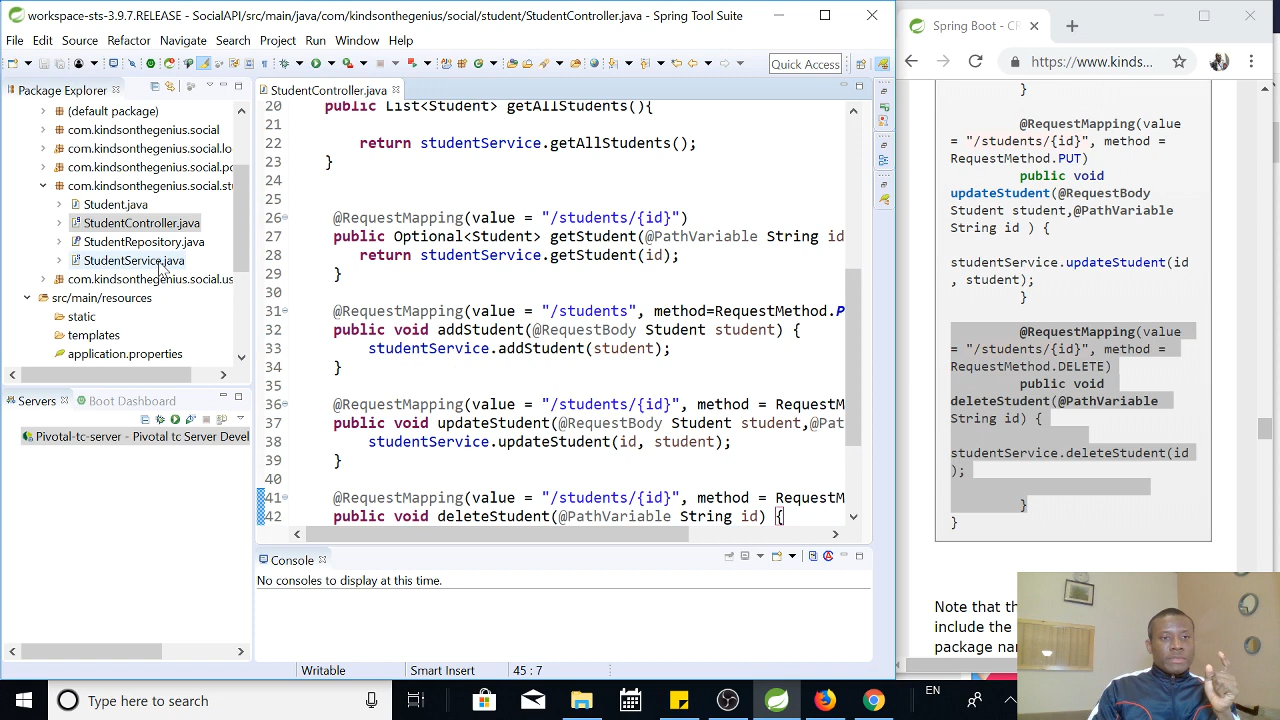 workspace-sts-3.9.7.RELEASE - SocialAPI/src/main/java/com/kindsonthegenius/social/student/StudentController.java - Spring Tool Suite
File Edit Source Refactor Navigate Search Project Run Window Help
Quick Access
Package Explorer
(default package)
com.kindsonthegenius.social
com.kindsonthegenius.social.lo
com.kindsonthegenius.social.po
com.kindsonthegenius.social.st
Student.java
StudentController.java
StudentRepository.java
StudentService.java
com.kindsonthegenius.social.us
src/main/resources
static
templates
application.properties
Servers
Boot Dashboard
Pivotal-tc-server - Pivotal tc Server Devel
StudentController.java
20 public List<Student> getAllStudents(){
21
22 return studentService.getAllStudents();
23 }
24
25
26 @RequestMapping(value = "/students/{id}")
27 public Optional<Student> getStudent(@PathVariable String id
28 return studentService.getStudent(id);
29 }
30
31 @RequestMapping(value = "/students", method=RequestMethod.P
32 public void addStudent(@RequestBody Student student) {
33 studentService.addStudent(student);
34 }
35
36 @RequestMapping(value = "/students/{id}", method = RequestM
37 public void updateStudent(@RequestBody Student student,@Pat
38 studentService.updateStudent(id, student);
39 }
40
41 @RequestMapping(value = "/students/{id}", method = RequestM
42 public void deleteStudent(@PathVariable String id) {
Console
No consoles to display at this time.
Writable Smart Insert 45 : 7
Spring Boot - CR
https://www.kinds...
}
@RequestMapping(value
= "/students/{id}", method =
RequestMethod.PUT)
public void
updateStudent(@RequestBody
Student student,@PathVariable
String id ) {
studentService.updateStudent(id
, student);
}
@RequestMapping(value
= "/students/{id}", method =
RequestMethod.DELETE)
public void
deleteStudent(@PathVariable
String id) {
studentService.deleteStudent(id
);
}
}
Note that th
include the
package nan
Type here to search
EN